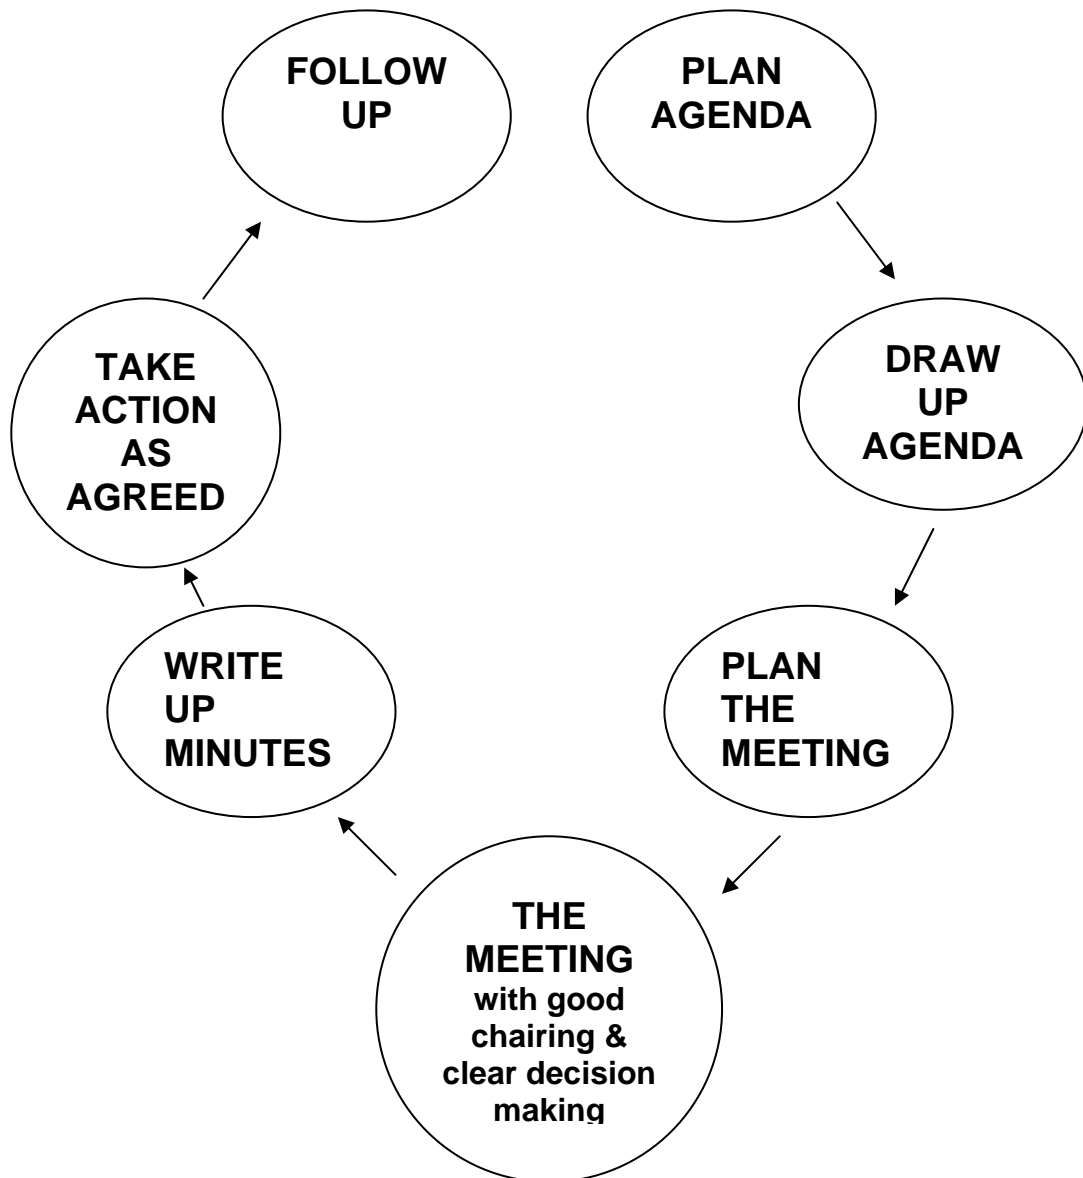 FOLLOW
UP
PLAN
AGENDA
DRAW
UP
AGENDA
PLAN
THE
MEETING
THE
MEETING
with good
chairing &
clear decision
making
WRITE
UP
MINUTES
TAKE
ACTION
AS
AGREED